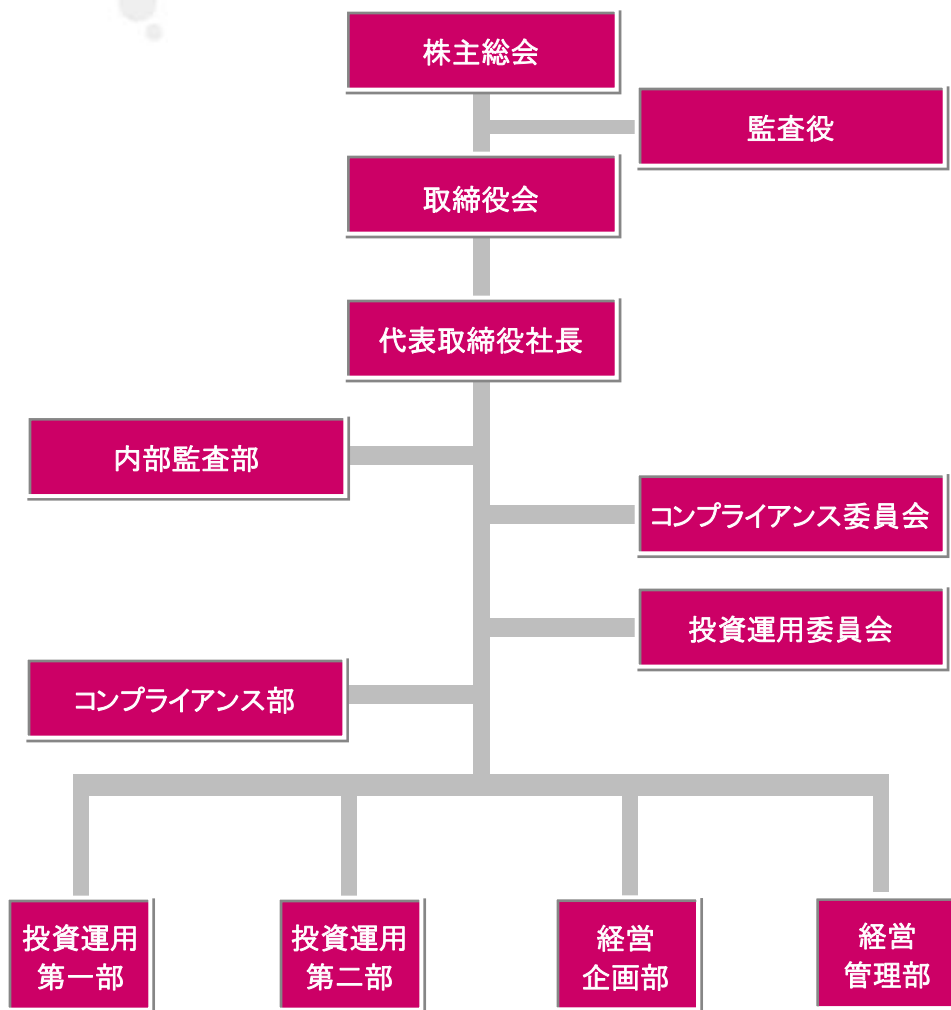 株主総会
監査役
取締役会
代表取締役社長
内部監査部
コンプライアンス委員会
投資運用委員会
コンプライアンス部
投資運用
第一部
投資運用
第二部
経営
企画部
経営
管理部